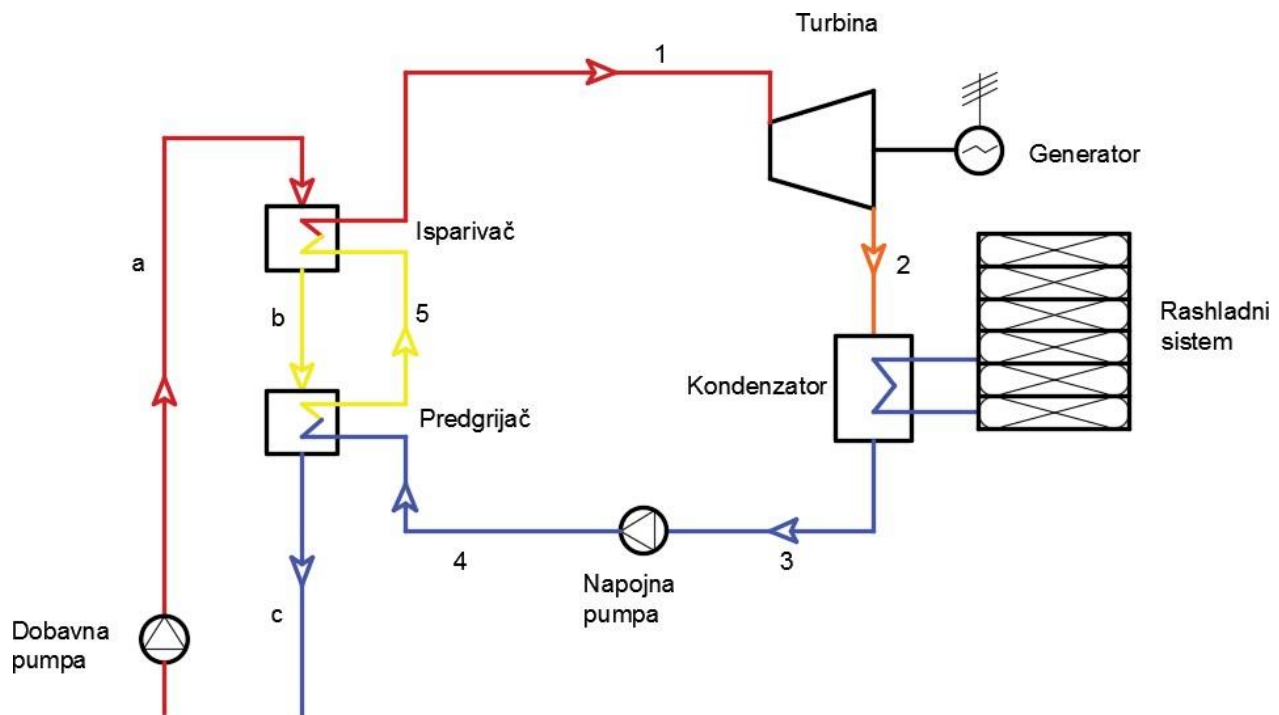 Turbina
1
Generator
Isparivač
a
2
b
5
Rashladni
sistem
Kondenzator
Predgrijač
4
3
Napojna
pumpa
c
Dobavna
pumpa